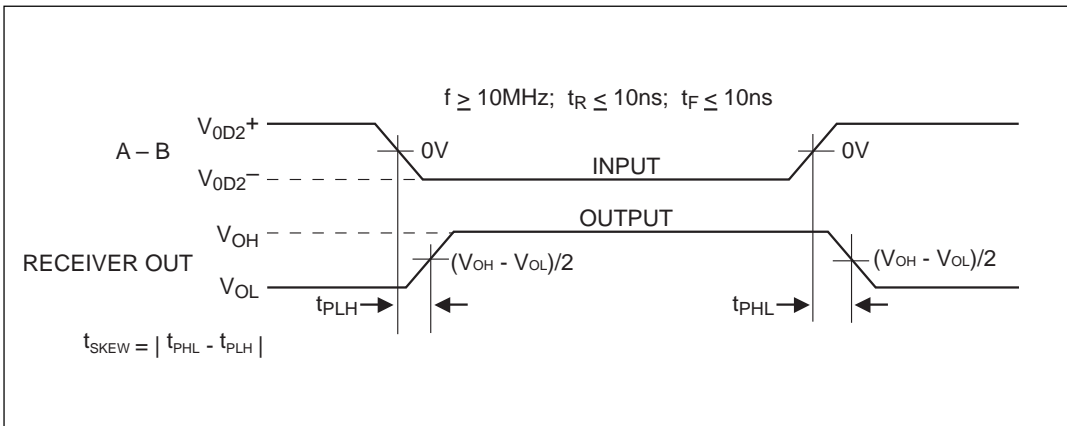 f ≥ 10MHz; tR ≤ 10ns; tF ≤ 10ns
V0D2+
A – B
0V
0V
V0D2–
INPUT
VOH
OUTPUT
RECEIVER OUT
(VOH - VOL)/2
(VOH - VOL)/2
VOL
tPLH
tPHL
tSKEW = | tPHL - tPLH |